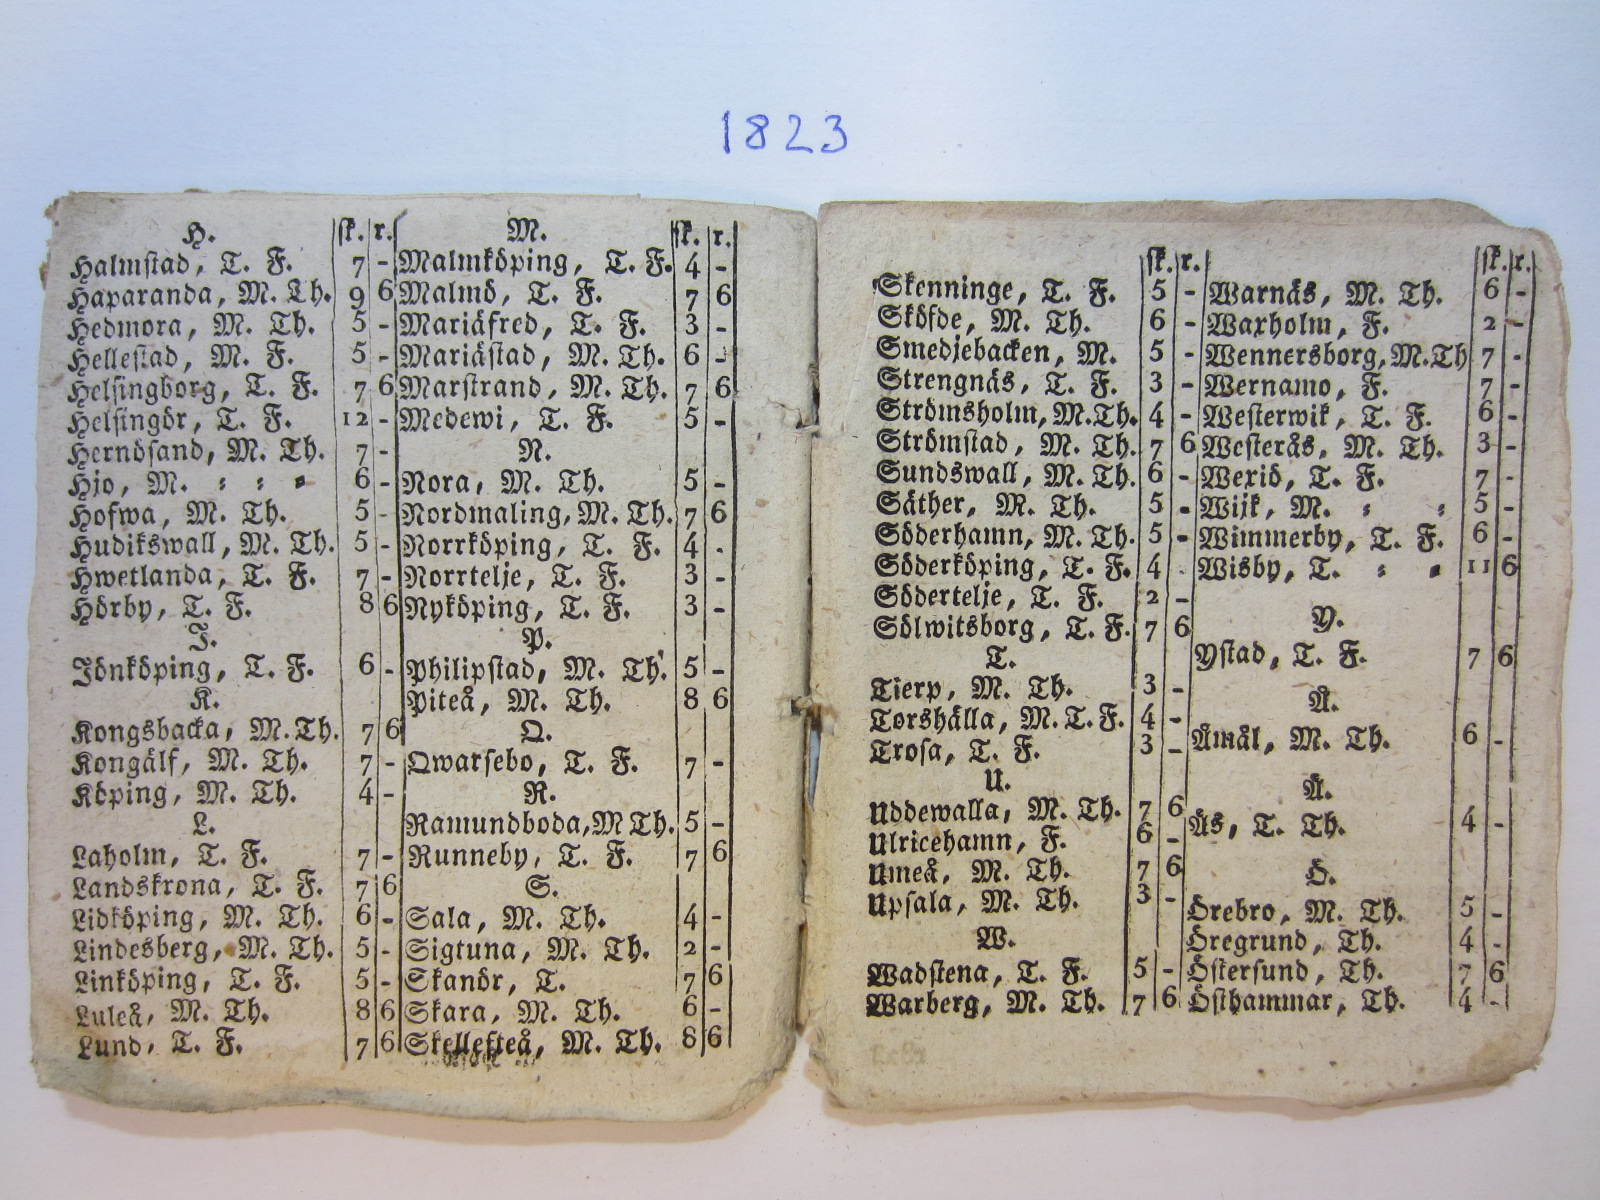 1823
H. sk. r.
Halmstad, T. F. 7 -
Haparanda, M. Th. 9 6
Hedmora, M. Th. 5 -
Hellestad, M. F. 5 -
Helsingborg, T. F. 7 6
Helsingör, T. F. 12 -
Hernösand, M. Th. 7 -
Hjo, M. : : : 6 -
Hofwa, M. Th. 5 -
Hudikswall, M. Th. 5 -
Hwetlanda, T. F. 7 -
Hörby, T. F. 8 6
J.
Jönköping, T. F. 6 -
K.
Kongsbacka, M. Th. 7 6
Kongälf, M. Th. 7 -
Köping, M. Th. 4 -
L.
Laholm, T. F. 7 -
Landskrona, T. F. 7 6
Lidköping, M. Th. 6 -
Lindesberg, M. Th. 5 -
Linköping, T. F. 5 -
Luleå, M. Th. 8 6
Lund, T. F. 7 6
M. sk. r.
Malmköping, T. F. 4 -
Malmö, T. F. 7 6
Mariäfred, T. F. 3 -
Mariästad, M. Th. 6 -
Marstrand, M. Th. 7 6
Medewi, T. F. 5 -
N.
Nora, M. Th. 5 -
Nordmaling, M. Th. 7 6
Norrköping, T. F. 4 -
Norrtelje, T. F. 3 -
Nyköping, T. F. 3 -
P.
Philipstad, M. Th. 5 -
Piteå, M. Th. 8 6
Q.
Qwarsebo, T. F. 7 -
R.
Ramundboda, M Th. 5 -
Runneby, T. F. 7 6
S.
Sala, M. Th. 4 -
Sigtuna, M. Th. 2 -
Skanör, T. 7 6
Skara, M. Th. 6 -
Skellefteå, M. Th. 8 6
sk. r.
Skenninge, T. F. 5 -
Sköfde, M. Th. 6 -
Smedjebacken, M. 5 -
Strengnäs, T. F. 3 -
Strömsholm, M. Th. 4 -
Strömstad, M. Th. 7 6
Sundswall, M. Th. 6 -
Säther, M. Th. 5 -
Söderhamn, M. Th. 5 -
Söderköping, T. F. 4 -
Södertelje, T. F. 2 -
Sölwitsborg, T. F. 7 6
T.
Tierp, M. Th. 3 -
Torshälla, M. T. F. 4 -
Trosa, T. F. 3 -
U.
Uddewalla, M. Th. 7 6
Ulricehamn, F. 6 -
Umeå, M. Th. 7 6
Upsala, M. Th. 3 -
W.
Wadstena, T. F. 5 -
Warberg, M. Th. 7 6
sk. r.
Warnäs, M. Th. 6 -
Waxholm, F. 2 -
Wennersborg, M. Th 7 -
Wernamo, F. 7 -
Westerwik, T. F. 6 -
Westerås, M. Th. 3 -
Wexiö, T. F. 7 -
Wijk, M. : : 5 -
Wimmerby, T. F. 6 -
Wisby, T. : : 11 6
Y.
Ystad, T. F. 7 6
Å.
Åmål, M. Th. 6 -
Ä.
Ås, T. Th. 4 -
Ö.
Örebro, M. Th. 5 -
Öregrund, Th. 4 -
Östersund, Th. 7 6
Östhammar, Th. 4 -